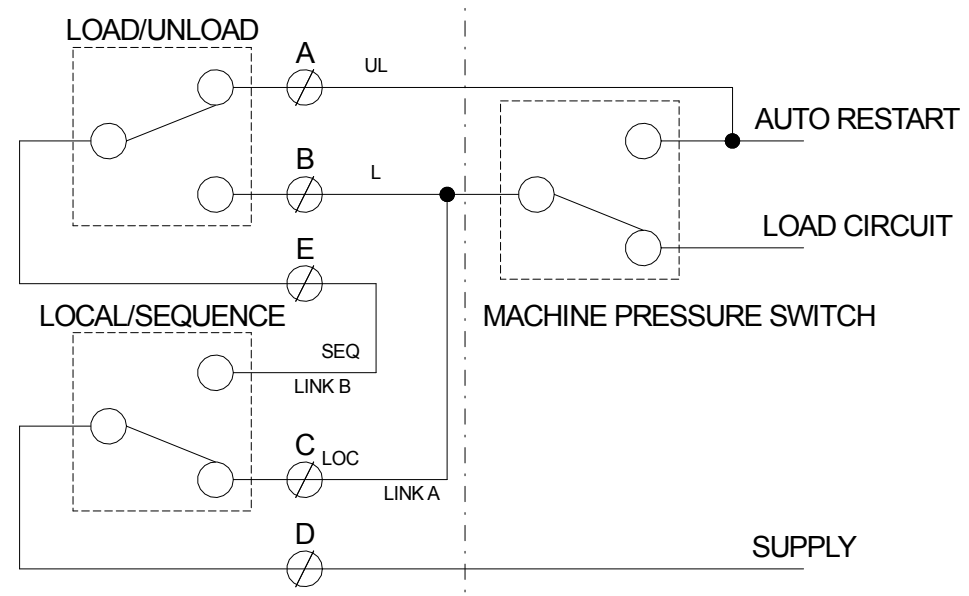 LOAD/UNLOAD
A
UL
AUTO RESTART
B
L
LOAD CIRCUIT
E
LOCAL/SEQUENCE
MACHINE PRESSURE SWITCH
SEQ
LINK B
C
LOC
LINK A
D
SUPPLY